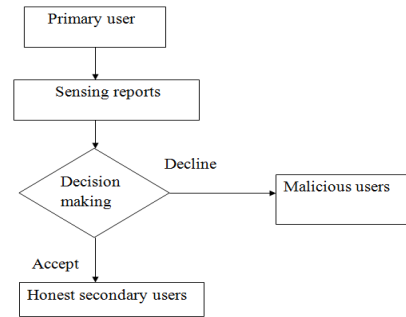 Primary user
Sensing reports
Decline
Decision
making
Malicious users
Accept
Honest secondary users